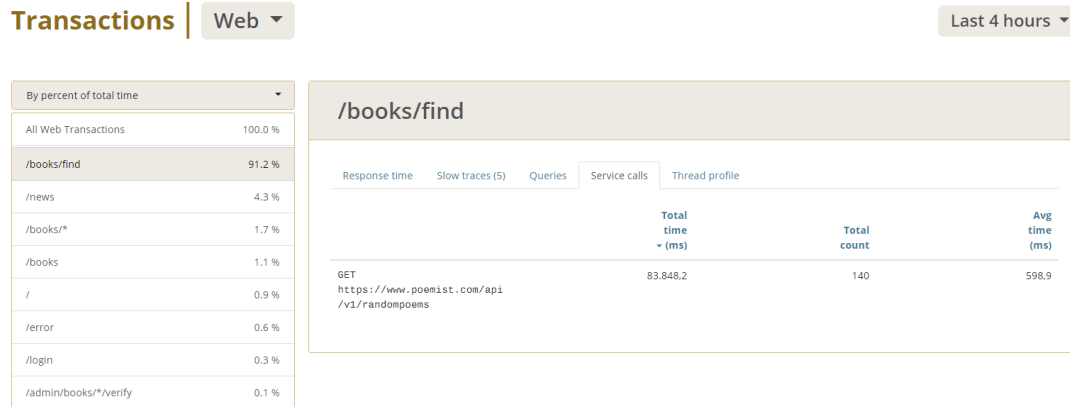 Transactions
Web
Last 4 hours
By percent of total time
All Web Transactions 100.0 %
/books/find 91.2 %
/news 4.3 %
/books/* 1.7 %
/books 1.1 %
/ 0.9 %
/error 0.6 %
/login 0.3 %
/admin/books/*/verify 0.1 %
/books/find
Response time Slow traces (5) Queries Service calls Thread profile
Total
time
(ms)
Total
count
Avg
time
(ms)
GET 83.848,2 140 598,9
https://www.poemist.com/api
/v1/randompoems